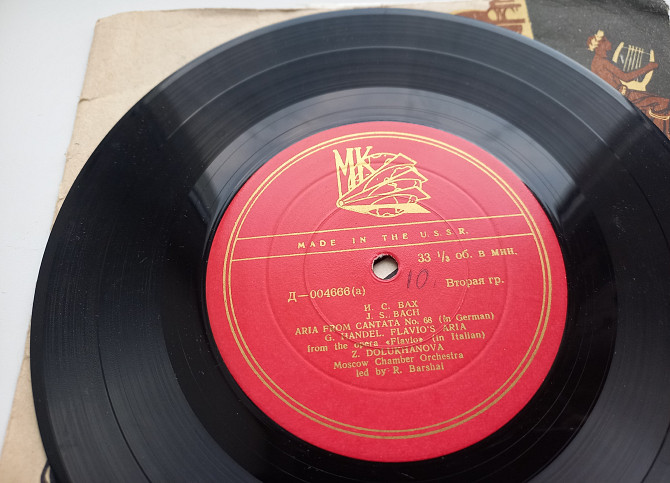 MK
MADE IN THE U.S.S.R.
33 ⅓ об. в мин.
Д—004666(а)
10
Вторая гр.
И. С. БАХ
J. S. BACH
ARIA FROM CANTATA No. 68 (in German)
G. HANDEL. FLAVIO'S ARIA
from the opera «Flavio» (in Italian)
Z. DOLUKHANOVA
Moscow Chamber Orchestra
led by R. Barshai